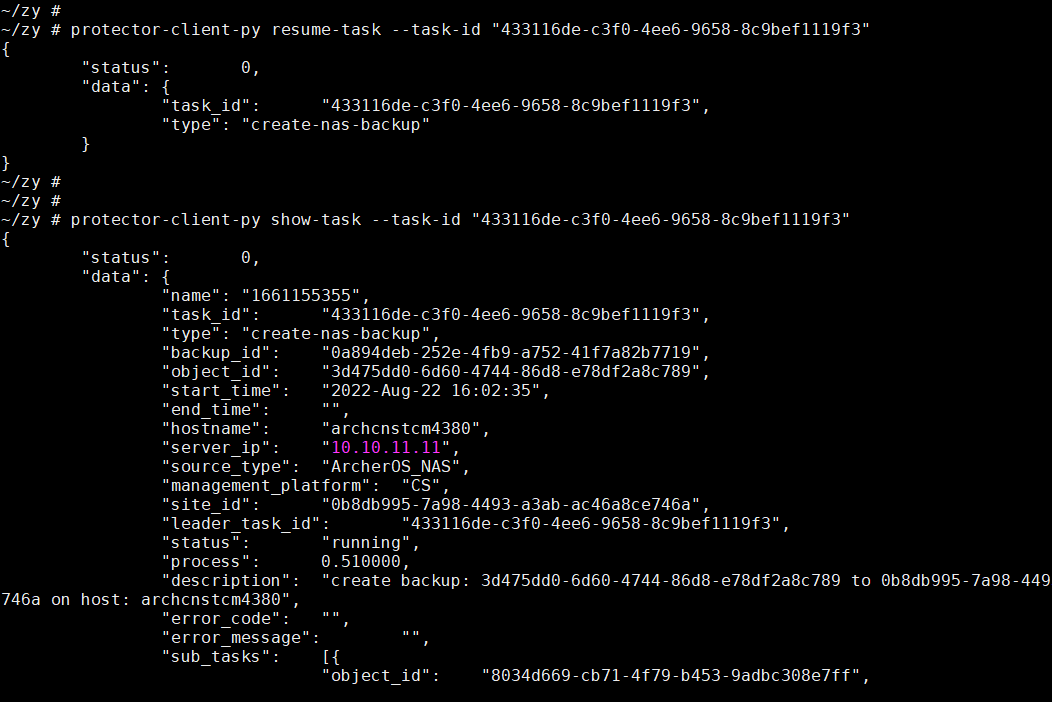 ~/zy #
~/zy # protector-client-py resume-task --task-id "433116de-c3f0-4ee6-9658-8c9bef1119f3"
{
        "status":       0,
        "data": {
                "task_id":      "433116de-c3f0-4ee6-9658-8c9bef1119f3",
                "type": "create-nas-backup"
        }
}
~/zy #
~/zy #
~/zy # protector-client-py show-task --task-id "433116de-c3f0-4ee6-9658-8c9bef1119f3"
{
        "status":       0,
        "data": {
                "name": "1661155355",
                "task_id":      "433116de-c3f0-4ee6-9658-8c9bef1119f3",
                "type": "create-nas-backup",
                "backup_id":    "0a894deb-252e-4fb9-a752-41f7a82b7719",
                "object_id":    "3d475dd0-6d60-4744-86d8-e78df2a8c789",
                "start_time":   "2022-Aug-22 16:02:35",
                "end_time":     "",
                "hostname":     "archcnstcm4380",
                "server_ip":    "10.10.11.11",
                "source_type":  "ArcherOS_NAS",
                "management_platform":  "CS",
                "site_id":      "0b8db995-7a98-4493-a3ab-ac46a8ce746a",
                "leader_task_id":       "433116de-c3f0-4ee6-9658-8c9bef1119f3",
                "status":       "running",
                "process":      0.510000,
                "description":  "create backup: 3d475dd0-6d60-4744-86d8-e78df2a8c789 to 0b8db995-7a98-449
746a on host: archcnstcm4380",
                "error_code":   "",
                "error_message":        "",
                "sub_tasks":    [{
                                "object_id":    "8034d669-cb71-4f79-b453-9adbc308e7ff",